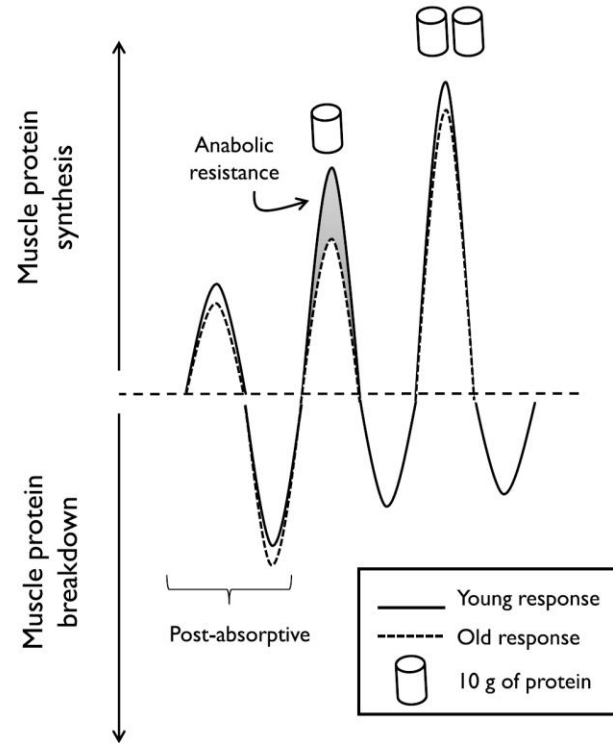 Muscle protein
synthesis
Anabolic
resistance
Muscle protein
breakdown
Post-absorptive
Young response
Old response
10 g of protein